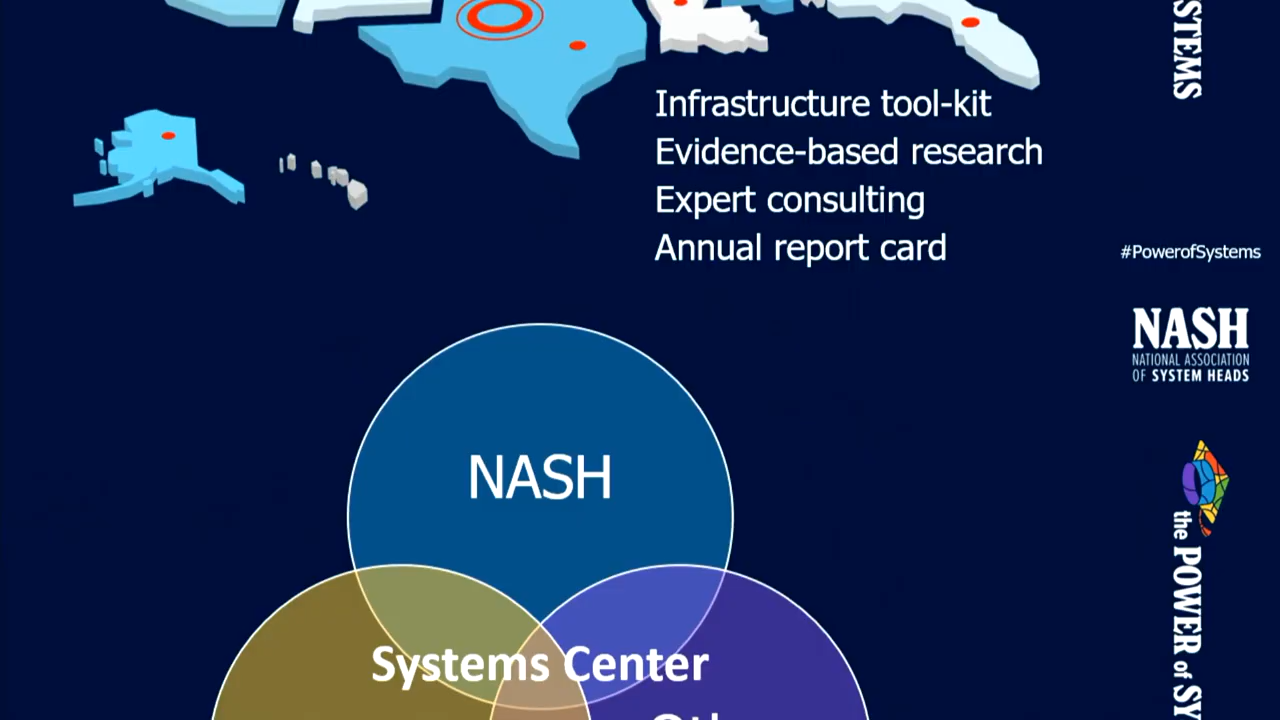 STEMS
Infrastructure tool-kit
Evidence-based research
Expert consulting
Annual report card
#PowerofSystems
NASH
NATIONAL ASSOCIATION
OF SYSTEM HEADS
NASH
the POWER of SY
Systems Center